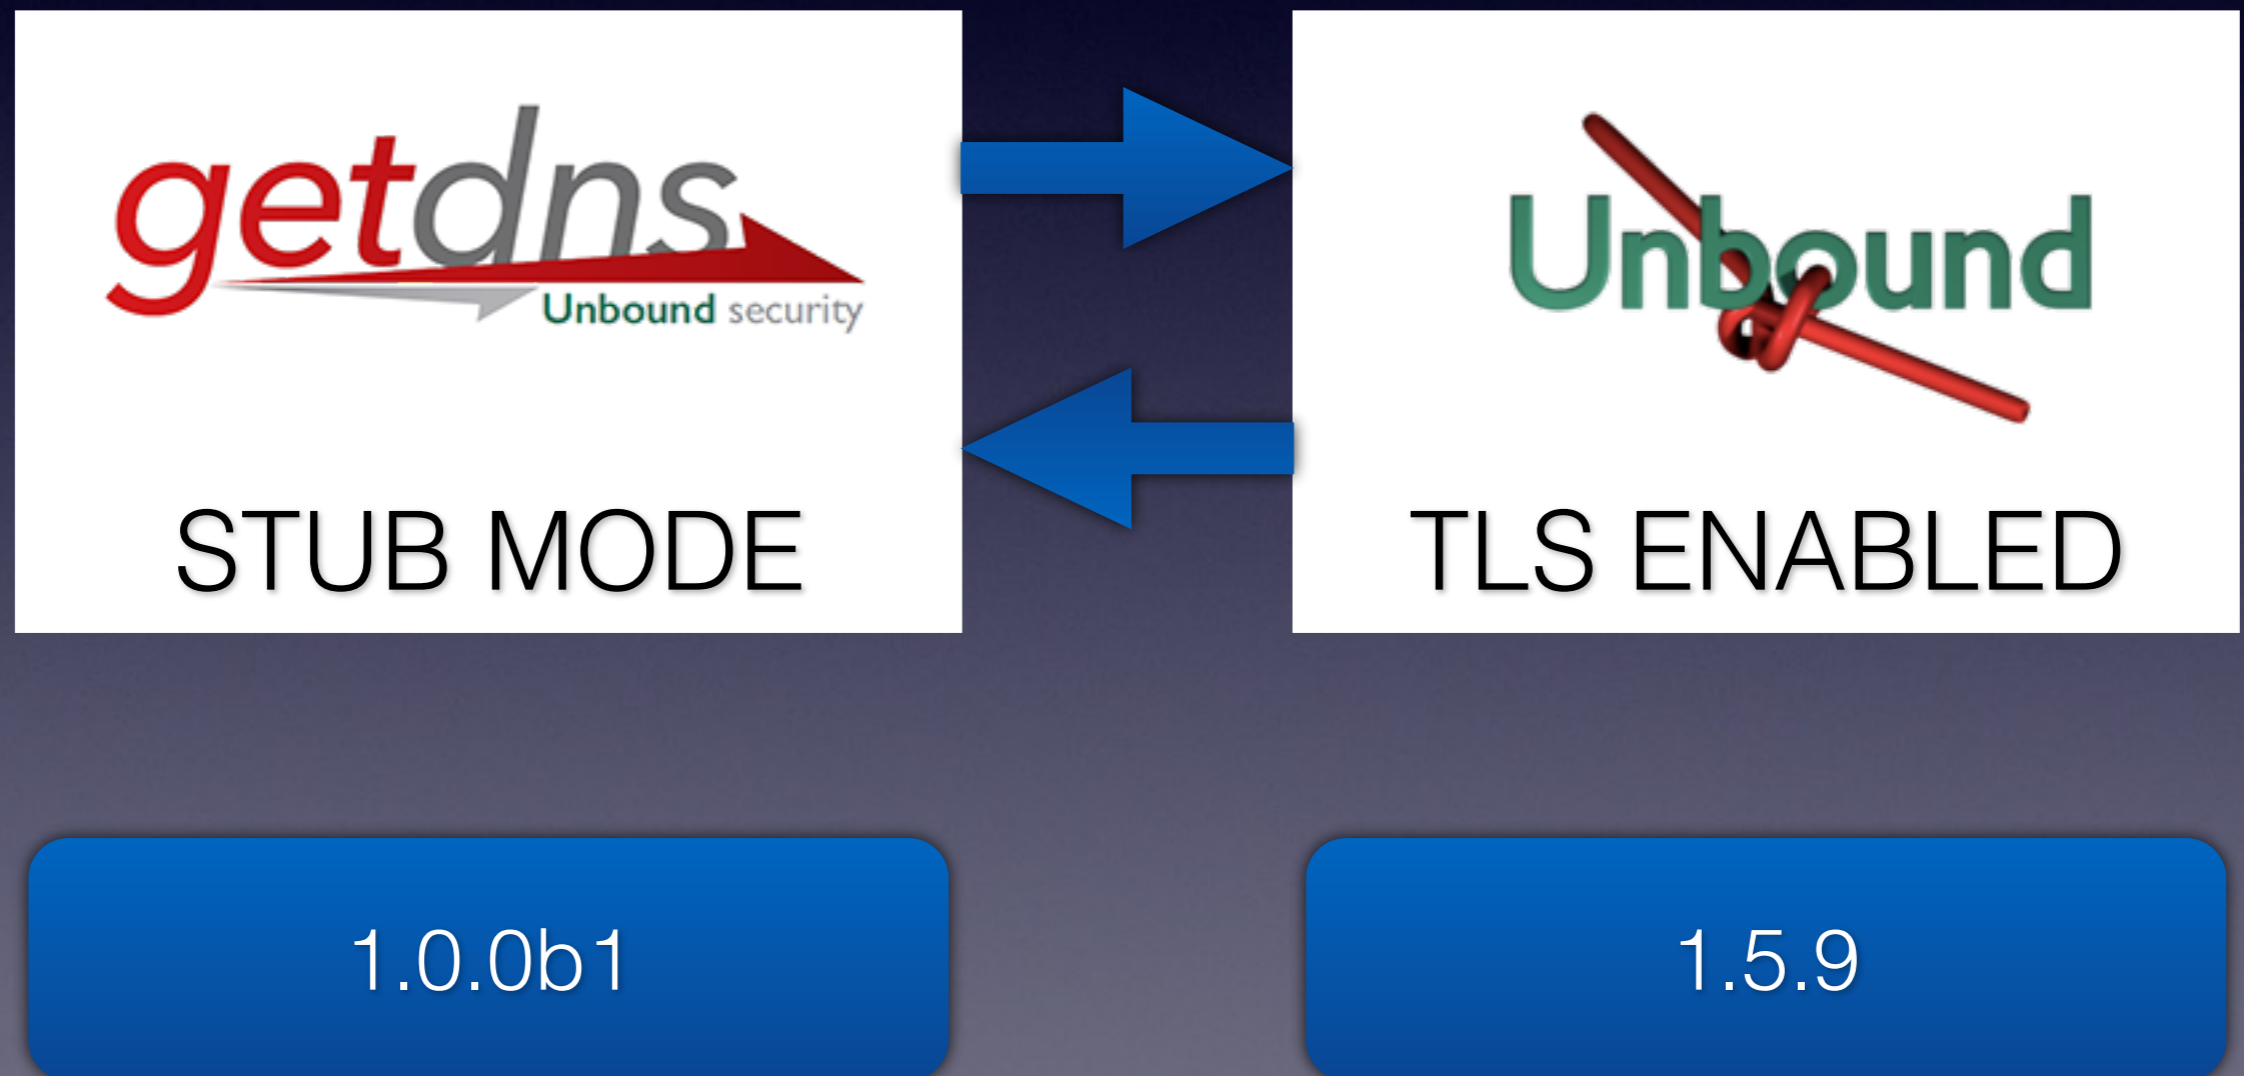 getdns
Unbound security
STUB MODE
Unbound
TLS ENABLED
1.0.0b1
1.5.9